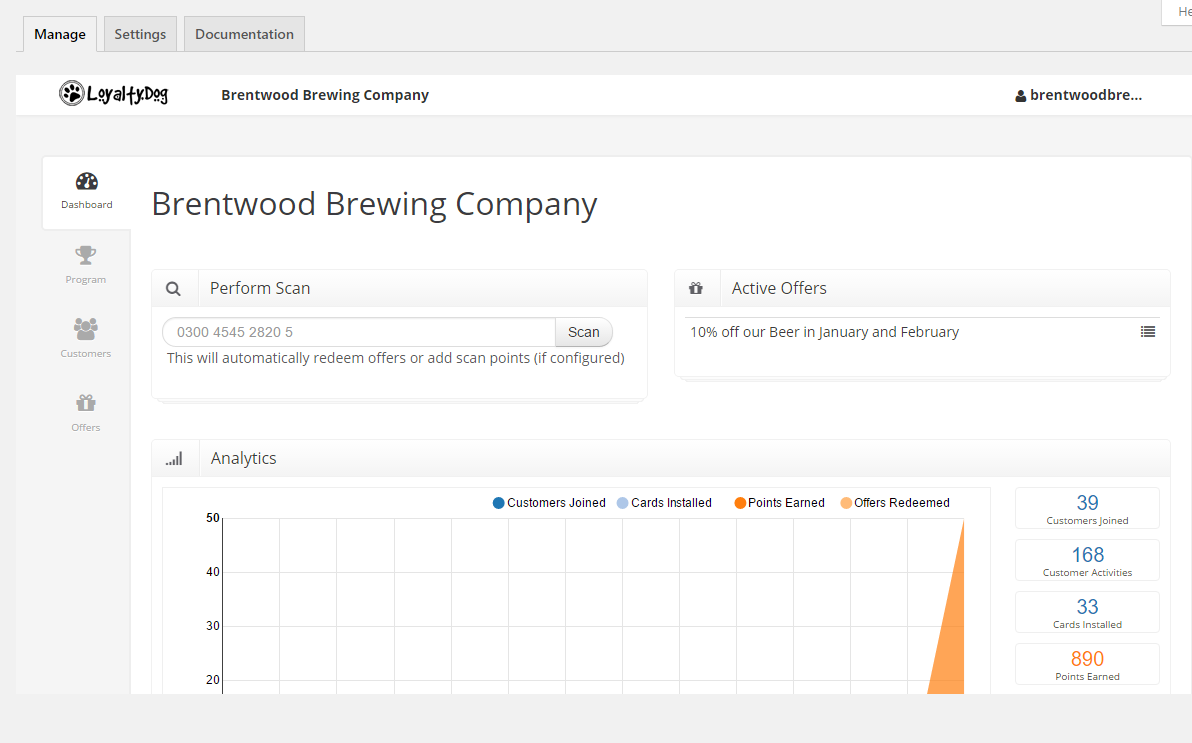 He
Manage Settings Documentation
LoyaltyDog Brentwood Brewing Company brentwoodbre...
Dashboard
Program
Customers
Offers
Brentwood Brewing Company
Perform Scan
0300 4545 2820 5 Scan
This will automatically redeem offers or add scan points (if configured)
Active Offers
10% off our Beer in January and February
Analytics
Customers Joined Cards Installed Points Earned Offers Redeemed
50
40
30
20
39
Customers Joined
168
Customer Activities
33
Cards Installed
890
Points Earned